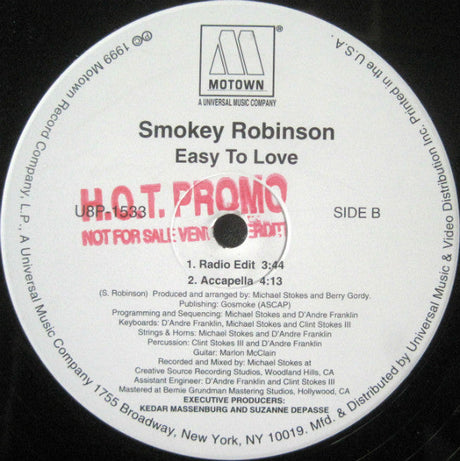 MOTOWN
A UNIVERSAL MUSIC COMPANY
Smokey Robinson
Easy To Love
H.O.T. PROMO
U8P-1533
SIDE B
NOT FOR SALE VENTE INTERDITE
1. Radio Edit 3:44
2. Accapella 4:13
(S. Robinson) Produced and arranged by: Michael Stokes and Berry Gordy.
Publishing: Gosmoke (ASCAP)
Programming and Sequencing: Michael Stokes and D'Andre Franklin
Keyboards: D'Andre Franklin, Michael Stokes and Clint Stokes III
Strings & Horns: Michael Stokes and D'Andre Franklin
Percussion: Clint Stokes III and D'Andre Franklin
Guitar: Marlon McClain
Recorded and Mixed by: Michael Stokes at
Creative Source Recording Studios, Woodland Hills, CA
Assistant Engineer: D'Andre Franklin and Clint Stokes III
Mastered at Bernie Grundman Mastering Studios, Hollywood, CA
EXECUTIVE PRODUCERS:
KEDAR MASSENBURG AND SUZANNE DEPASSE
℗© 1999 Motown Record Company, L.P., A Universal Music Company 1755 Broadway, New York, NY 10019. Mfd. & Distributed by Universal Music & Video Distribution Inc. Printed in the U.S.A.